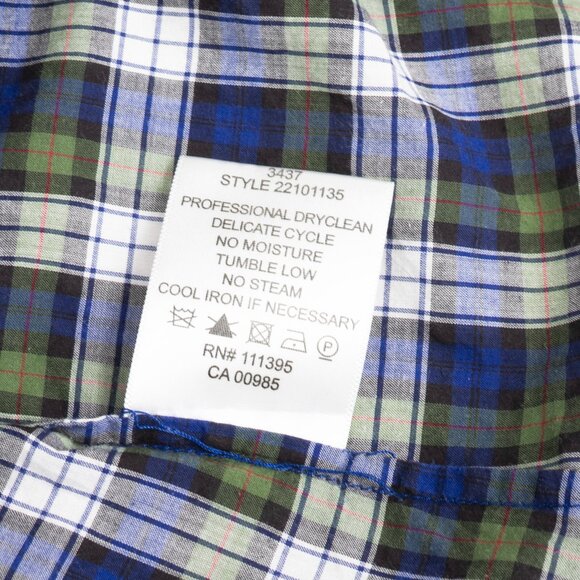 3437
STYLE 22101135
PROFESSIONAL DRYCLEAN
DELICATE CYCLE
NO MOISTURE
TUMBLE LOW
NO STEAM
COOL IRON IF NECESSARY
P
RN# 111395
CA 00985